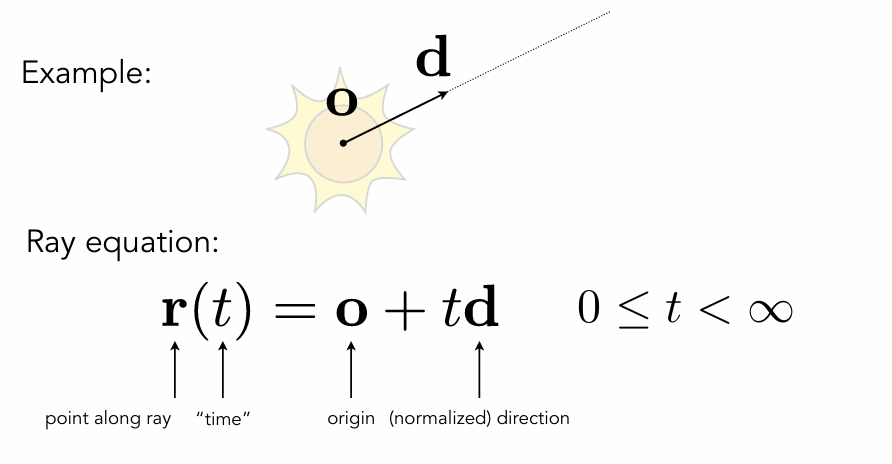 d
Example:
o
Ray equation:
r(t) = o + td 0 ≤ t < ∞
point along ray “time” origin (normalized) direction